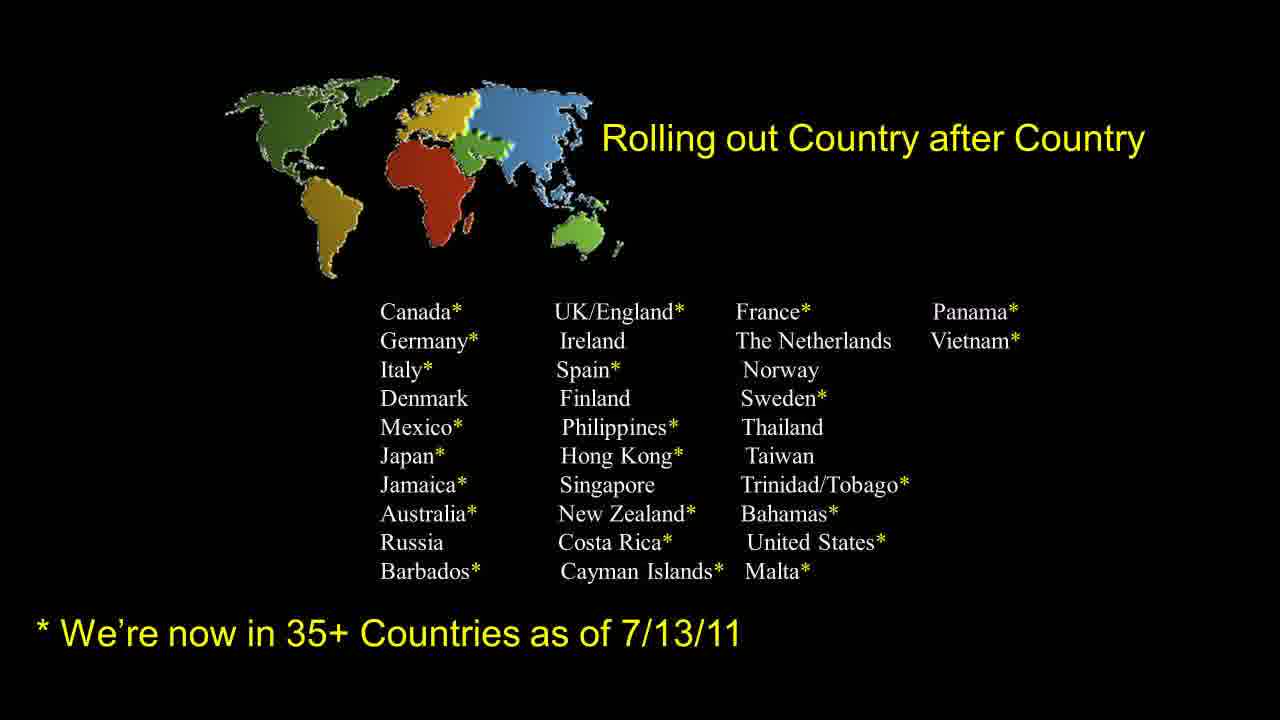 Rolling out Country after Country
Canada* UK/England* France* Panama*
Germany* Ireland The Netherlands Vietnam*
Italy* Spain* Norway
Denmark Finland Sweden*
Mexico* Philippines* Thailand
Japan* Hong Kong* Taiwan
Jamaica* Singapore Trinidad/Tobago*
Australia* New Zealand* Bahamas*
Russia Costa Rica* United States*
Barbados* Cayman Islands* Malta*
* We’re now in 35+ Countries as of 7/13/11